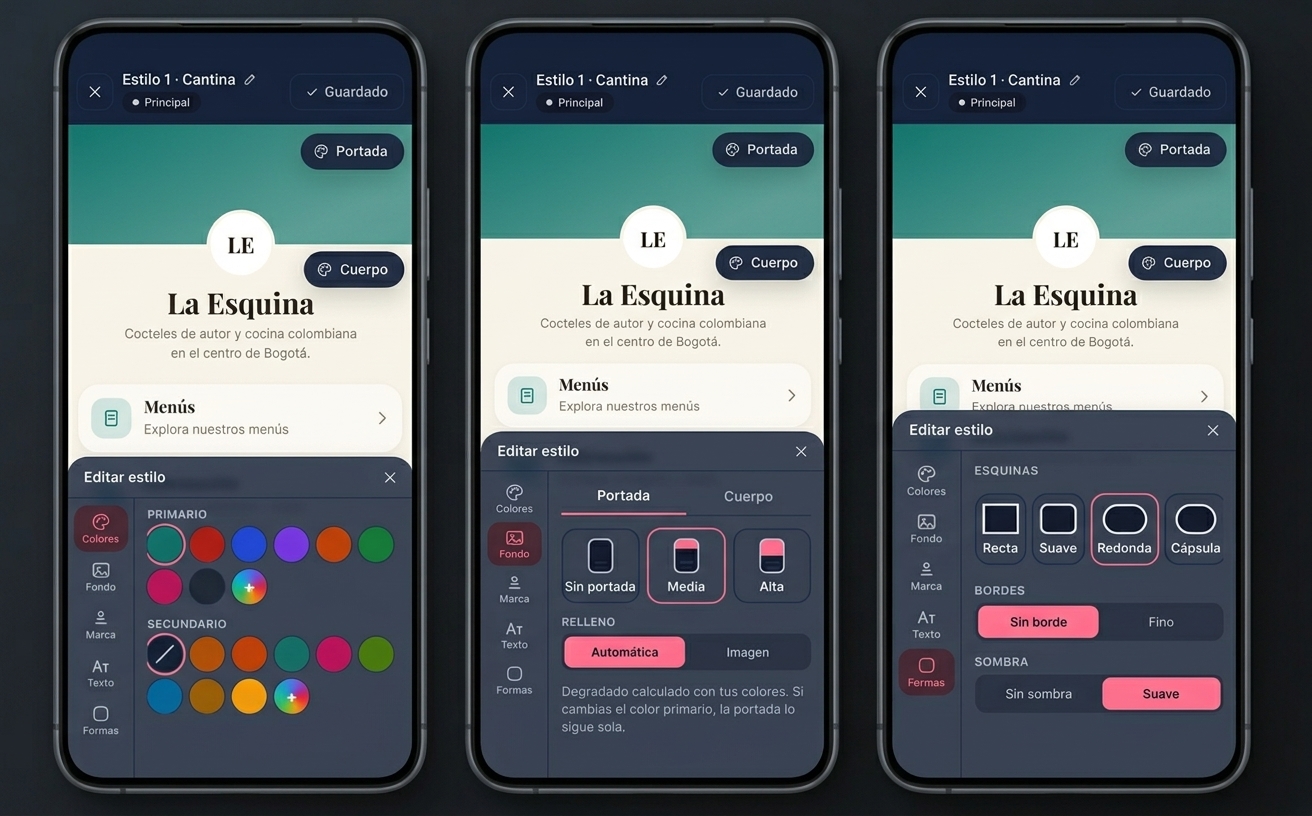 Estilo 1 · Cantina
Principal
Guardado
Portada
LE
Cuerpo
La Esquina
Cocteles de autor y cocina colombiana
en el centro de Bogotá.
Menús
Explora nuestros menús
Editar estilo
Colores
Fondo
Marca
Texto
Formas
PRIMARIO
SECUNDARIO
Estilo 1 · Cantina
Principal
Guardado
Portada
LE
Cuerpo
La Esquina
Cocteles de autor y cocina colombiana
en el centro de Bogotá.
Menús
Explora nuestros menús
Editar estilo
Colores
Fondo
Marca
Texto
Formas
Portada
Cuerpo
Sin portada
Media
Alta
RELLENO
Automática
Imagen
Degradado calculado con tus colores. Si
cambias el color primario, la portada lo
sigue sola.
Estilo 1 · Cantina
Principal
Guardado
Portada
LE
Cuerpo
La Esquina
Cocteles de autor y cocina colombiana
en el centro de Bogotá.
Menús
Explora nuestros menús
Editar estilo
Colores
Fondo
Marca
Texto
Fermas
ESQUINAS
Recta
Suave
Redonda
Cápsula
BORDES
Sin borde
Fino
SOMBRA
Sin sombra
Suave